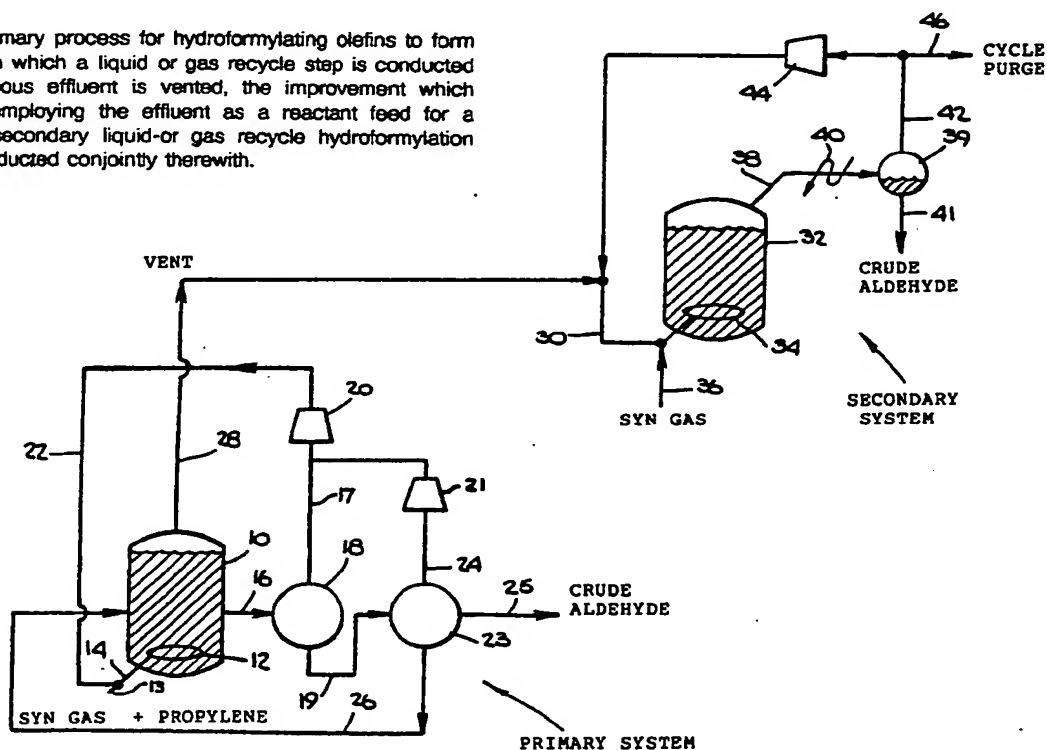 mary process for hydroformylating olefins to form
which a liquid or gas recycle step is conducted
ous effluent is vented, the improvement which
employing the effluent as a reactant feed for a
secondary liquid-or gas recycle hydroformylation
ducted conjointly therewith.
46
CYCLE
PURGE
44
42
40
39
38
41
32
CRUDE
ALDEHYDE
VENT
30
34
36
SYN GAS
SECONDARY
SYSTEM
20
22
28
17
21
10
18
24
16
25
CRUDE
ALDEHYDE
23
14
12
13
19
SYN GAS + PROPYLENE
26
PRIMARY SYSTEM